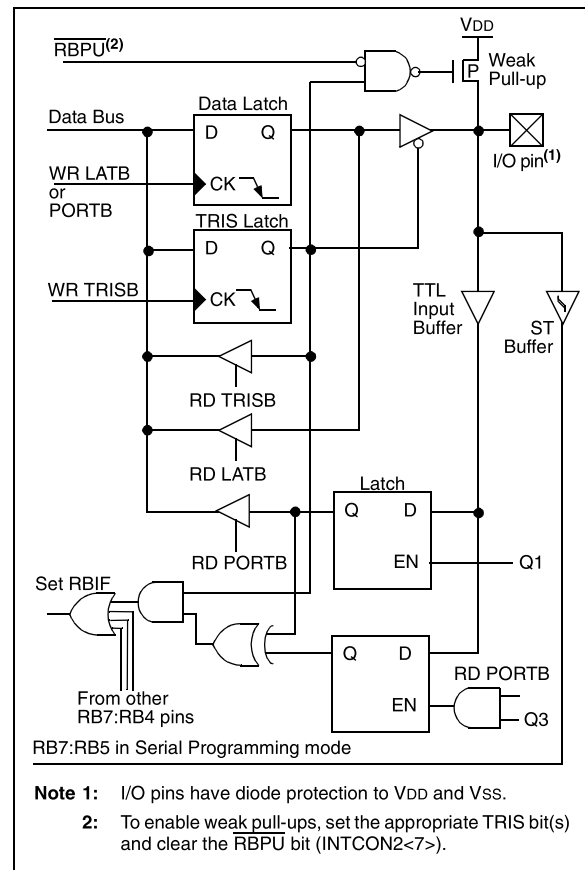 VDD
RBPU(2)
Weak
Pull-up
P
Data Latch
Data Bus
D Q
I/O pin(1)
WR LATB
or
PORTB
CK
TRIS Latch
D Q
WR TRISB
CK
TTL
Input
Buffer
ST
Buffer
RD TRISB
RD LATB
Latch
Q D
RD PORTB
EN
Q1
Set RBIF
Q D
RD PORTB
EN
Q3
From other
RB7:RB4 pins
RB7:RB5 in Serial Programming mode
Note 1: I/O pins have diode protection to VDD and VSS.
2: To enable weak pull-ups, set the appropriate TRIS bit(s)
and clear the RBPU bit (INTCON2<7>).